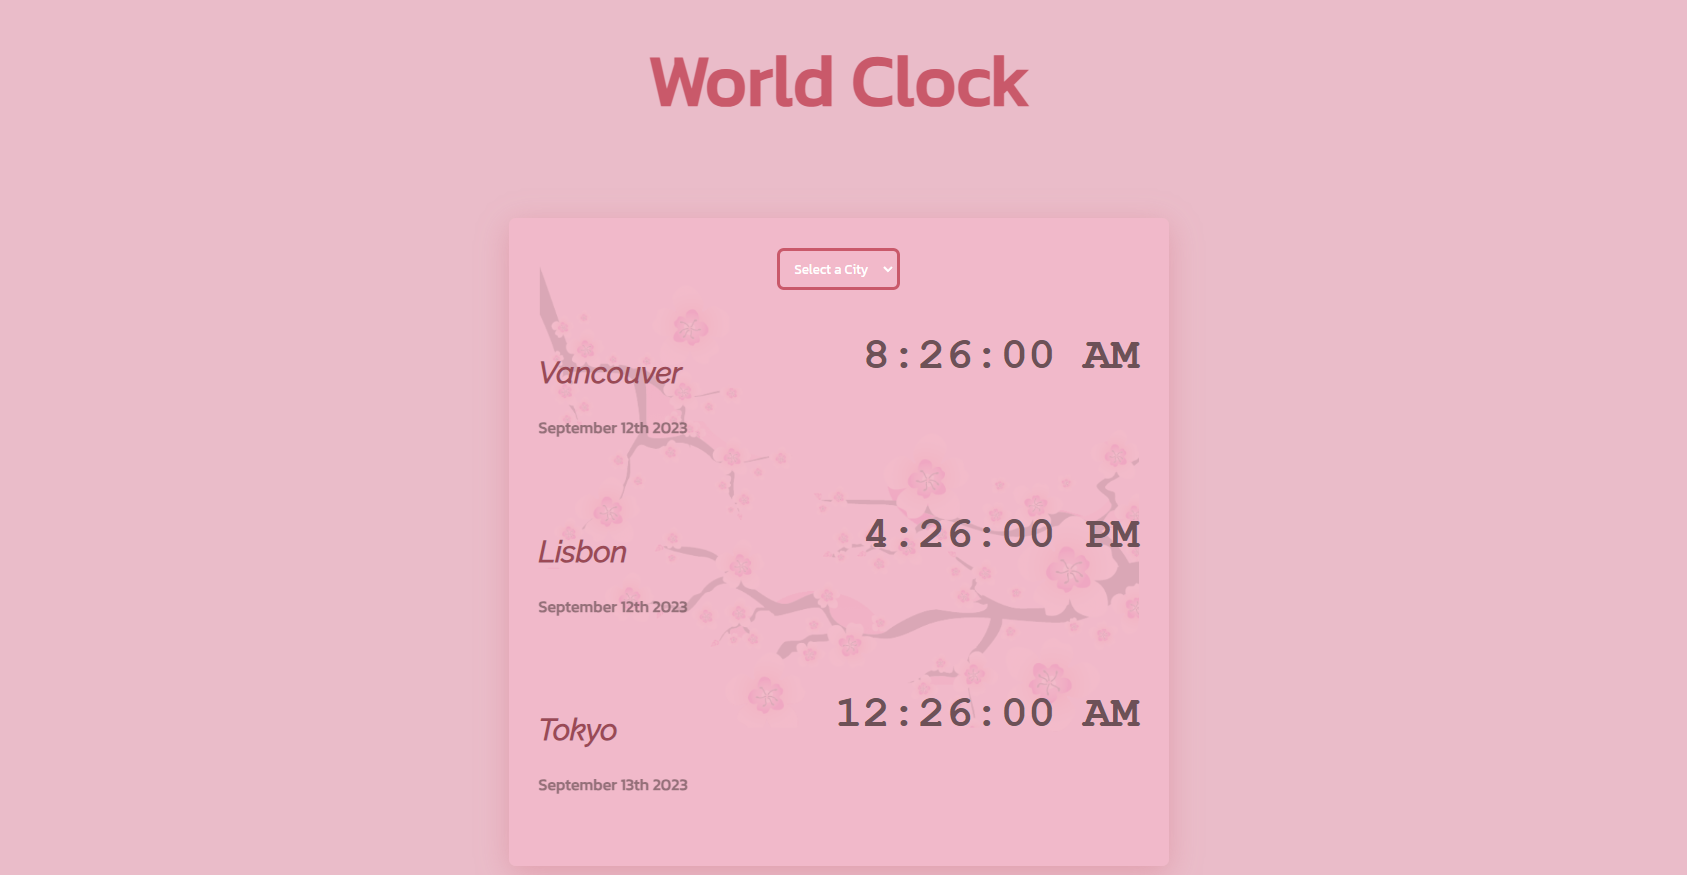 World Clock
Select a City
Vancouver
8:26:00 AM
September 12th 2023
Lisbon
4:26:00 PM
September 12th 2023
Tokyo
12:26:00 AM
September 13th 2023